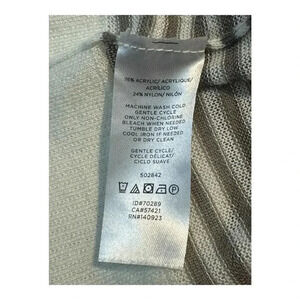 76% ACRYLIC/ ACRYLIQUE/
ACRÍLICO
24% NYLON/ NILÓN
MACHINE WASH COLD
GENTLE CYCLE
ONLY NON-CHLORINE
BLEACH WHEN NEEDED
TUMBLE DRY LOW
COOL IRON IF NEEDED
OR DRY CLEAN
GENTLE CYCLE/
CYCLE DÉLICAT/
CICLO SUAVE
502842
ID#70289
CA#57421
RN#140923